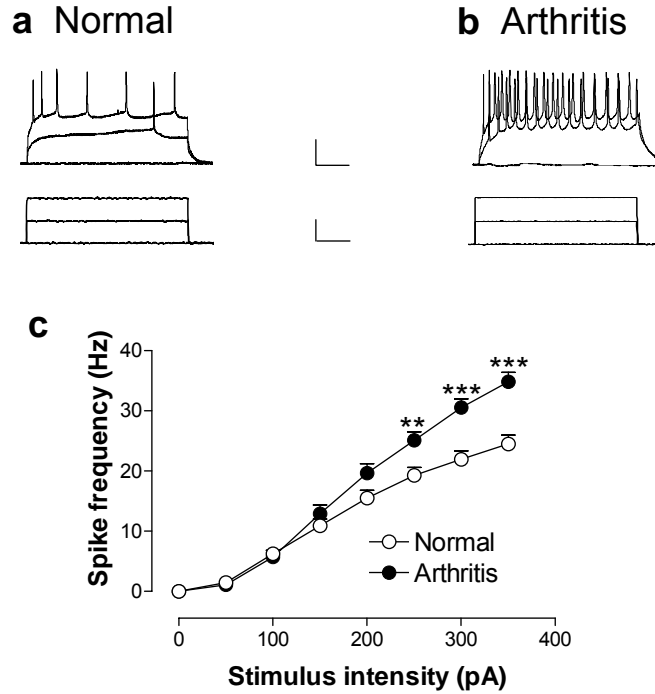 a Normal
b Arthritis
c
Spike frequency (Hz)
40
30
20
10
0
** *** ***
Normal
Arthritis
0 100 200 300 400
Stimulus intensity (pA)